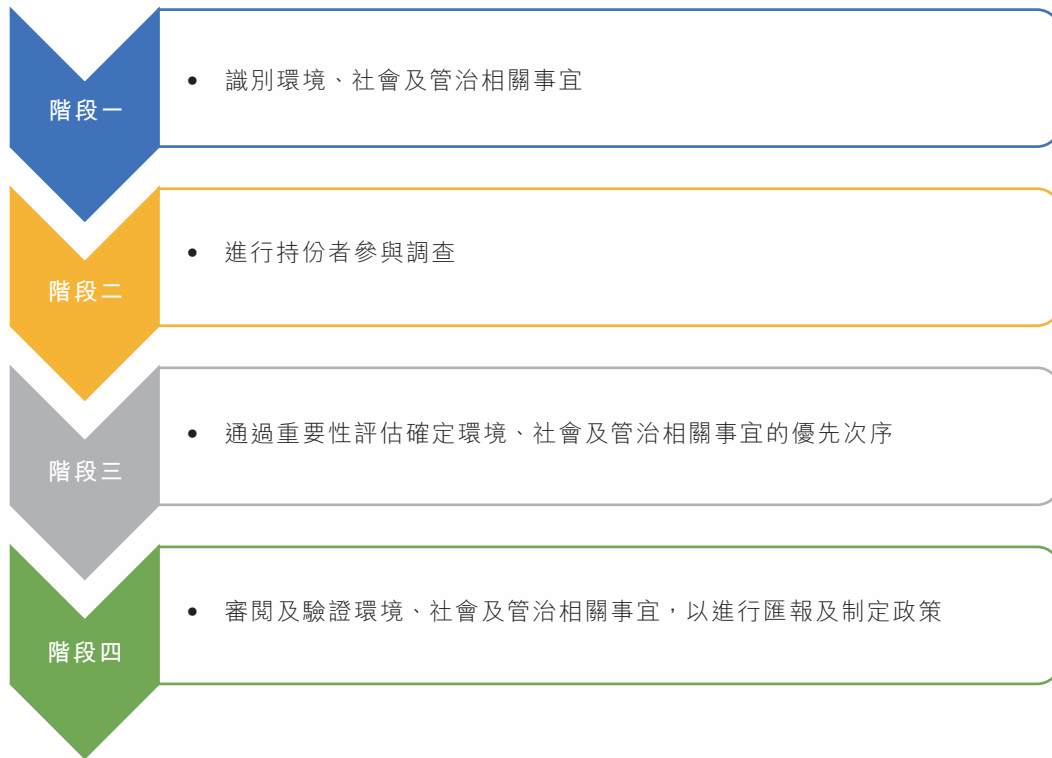 階段一
• 識別環境、社會及管治相關事宜
階段二
• 進行持份者參與調查
階段三
• 通過重要性評估確定環境、社會及管治相關事宜的優先次序
階段四
• 審閱及驗證環境、社會及管治相關事宜，以進行匯報及制定政策